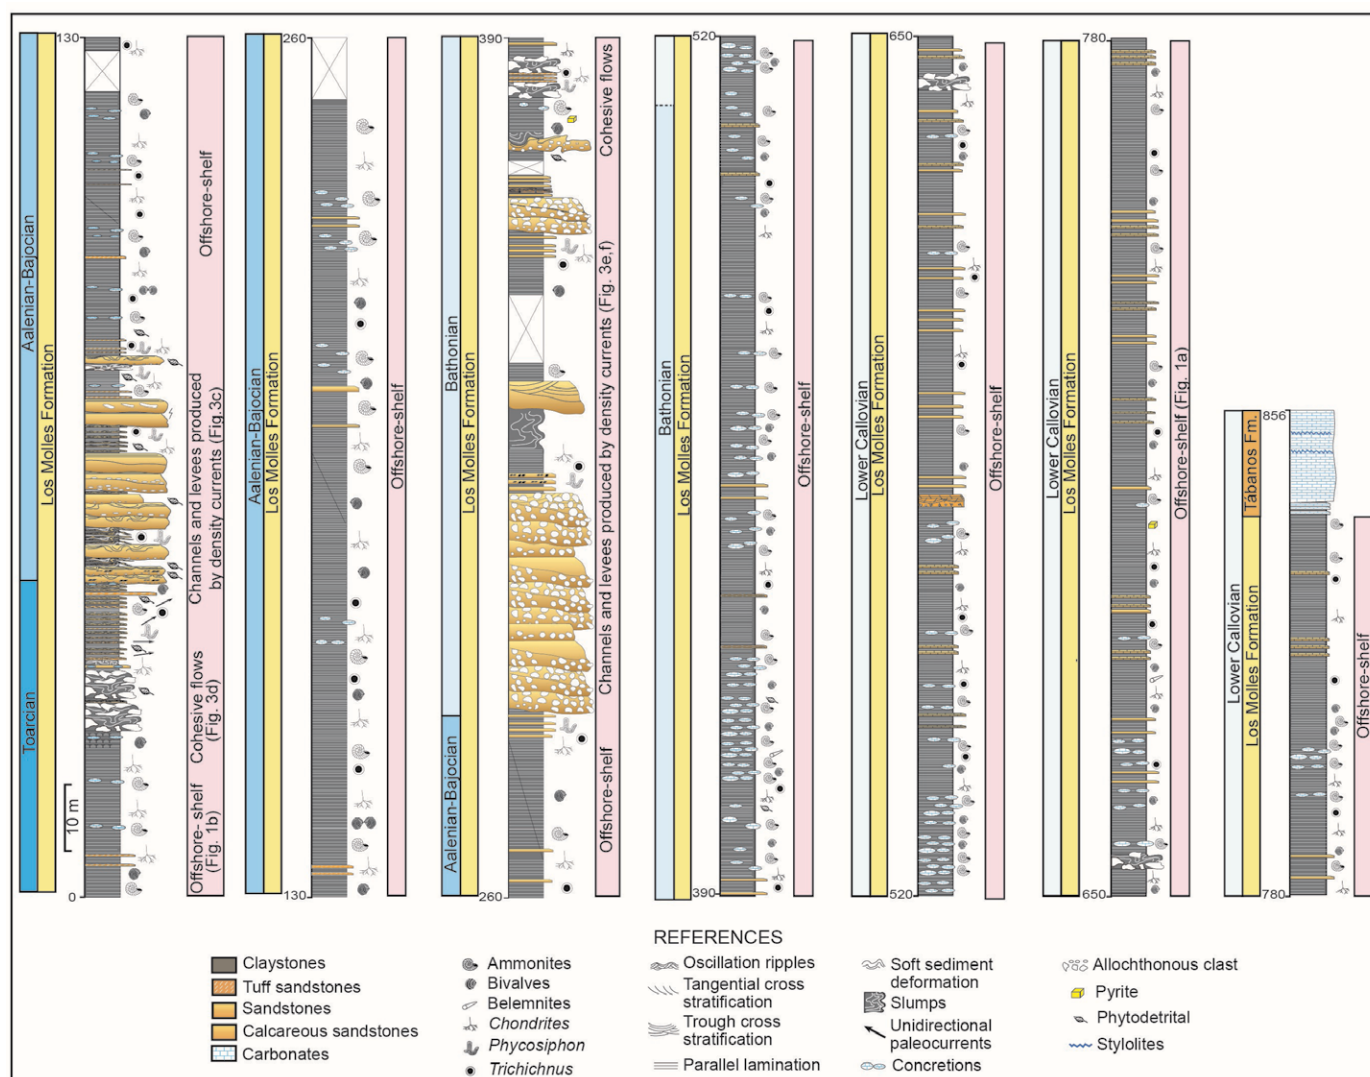 130
0
10 m
Toarcian
Aalenian-Bajocian
Los Molles Formation
Offshore- shelf
(Fig. 1b)
Cohesive flows
(Fig. 3d)
Channels and levees produced
by density currents (Fig.3c)
Offshore-shelf
260
130
Aalenian-Bajocian
Los Molles Formation
Offshore-shelf
390
260
Aalenian-Bajocian
Bathonian
Los Molles Formation
Offshore-shelf
Channels and levees produced by density currents (Fig. 3e,f)
Cohesive flows
520
390
Bathonian
Los Molles Formation
Offshore-shelf
650
520
Lower Callovian
Los Molles Formation
Offshore-shelf
780
650
Lower Callovian
Los Molles Formation
Offshore-shelf (Fig. 1a)
856
780
Lower Callovian
Los Molles Formation
Tábanos Fm.
Offshore-shelf
REFERENCES
Claystones
Tuff sandstones
Sandstones
Calcareous sandstones
Carbonates
Ammonites
Bivalves
Belemnites
Chondrites
Phycosiphon
Trichichnus
Oscillation ripples
Tangential cross
stratification
Trough cross
stratification
Parallel lamination
Soft sediment
deformation
Slumps
Unidirectional
paleocurrents
Concretions
Allochthonous clast
Pyrite
Phytodetrital
Stylolites